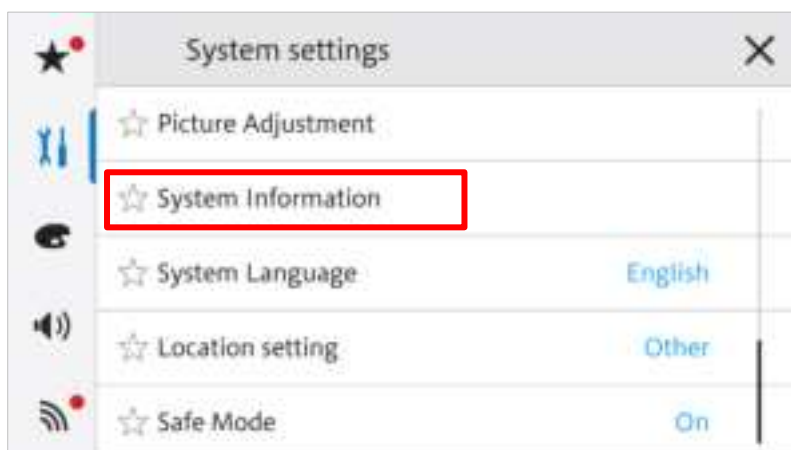 System settings
Picture Adjustment
System Information
System Language English
Location setting Other
Safe Mode On